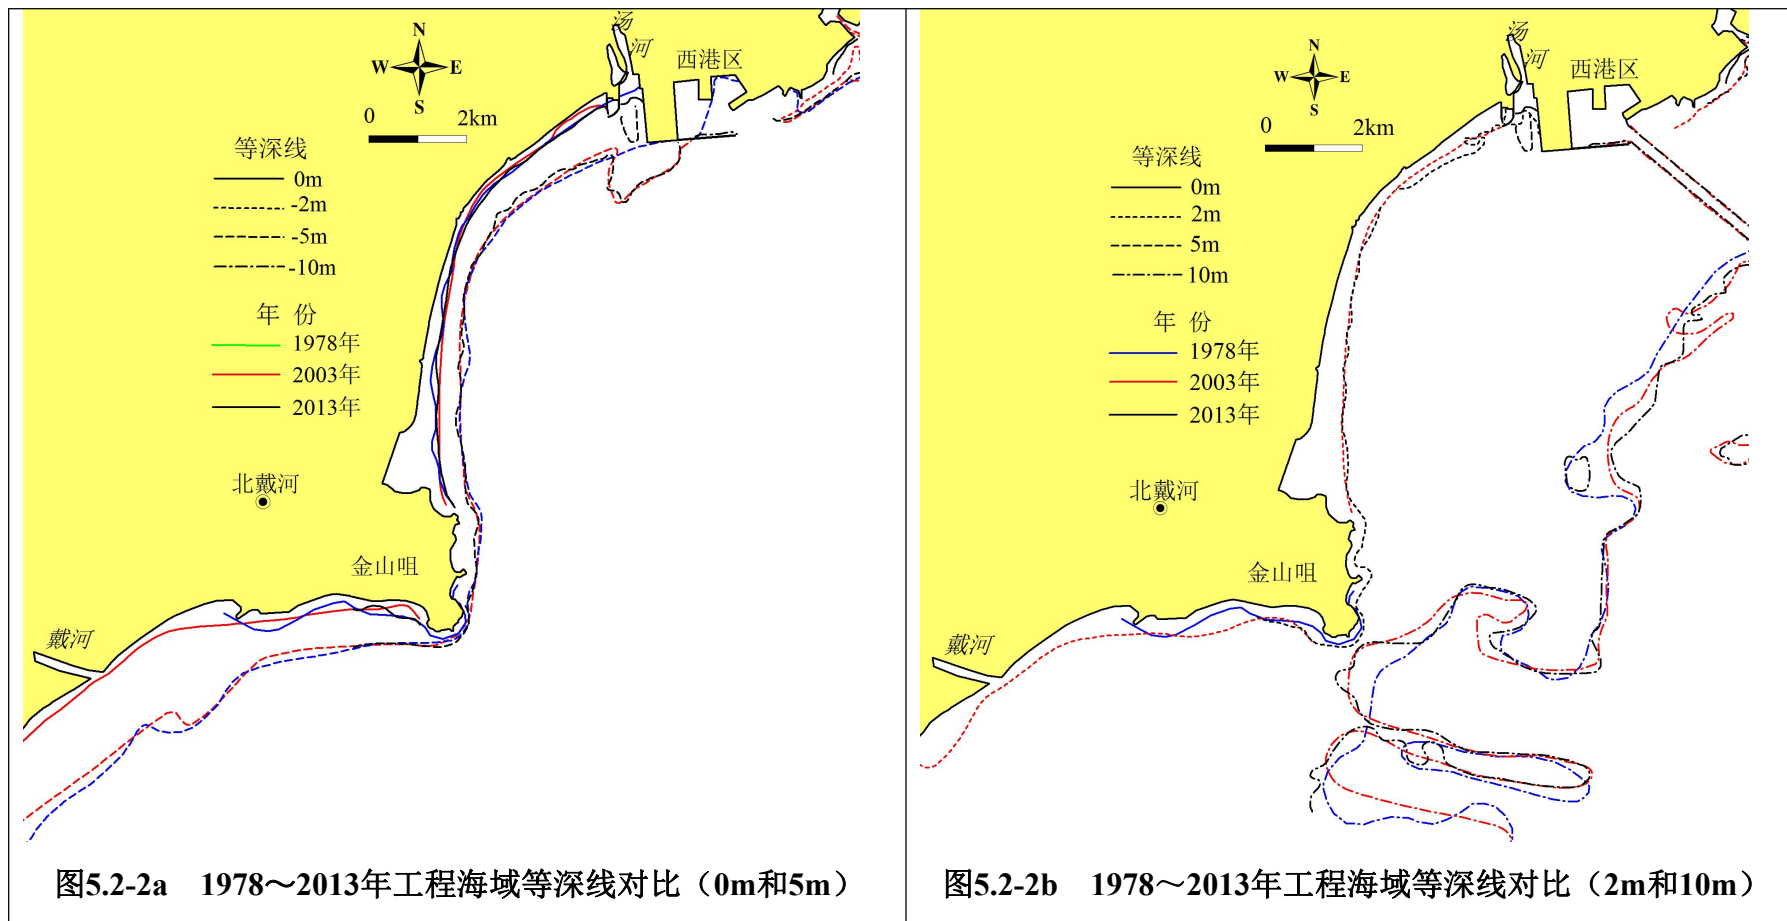 汤
河
西港区
N
W E
S
0 2km
等深线
0m
-2m
-5m
-10m
年 份
1978年
2003年
2013年
北戴河
金山咀
戴河
图5.2-2a 1978～2013年工程海域等深线对比（0m和5m）
汤
河
西港区
N
W E
S
0 2km
等深线
0m
2m
5m
10m
年 份
1978年
2003年
2013年
北戴河
金山咀
戴河
图5.2-2b 1978～2013年工程海域等深线对比（2m和10m）